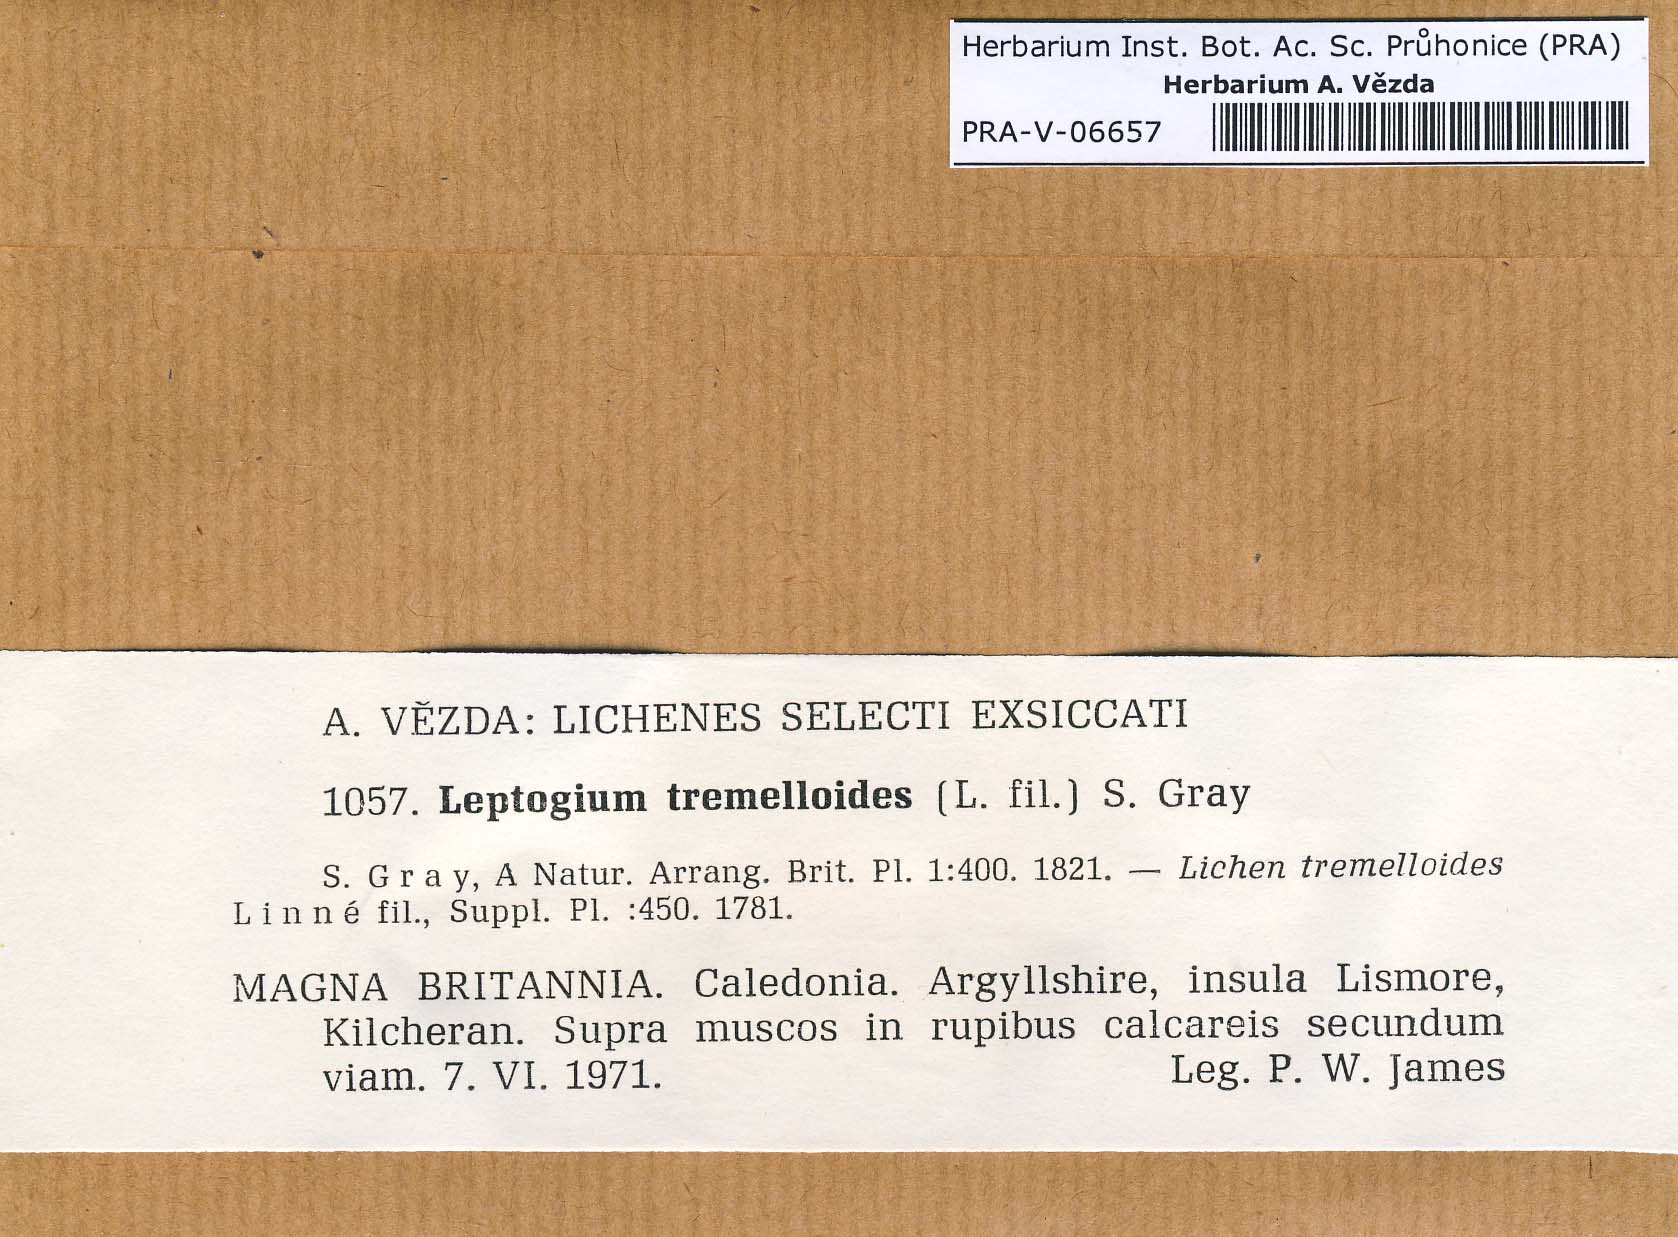 Herbarium Inst. Bot. Ac. Sc. Průhonice (PRA)
Herbarium A. Vězda
PRA-V-06657
A. VĚZDA: LICHENES SELECTI EXSICCATI
1057. Leptogium tremelloides (L. fil.) S. Gray
S. Gray, A Natur. Arrang. Brit. Pl. 1:400. 1821. — Lichen tremelloides
Linné fil., Suppl. Pl. :450. 1781.
MAGNA BRITANNIA. Caledonia. Argyllshire, insula Lismore,
Kilcheran. Supra muscos in rupibus calcareis secundum
viam. 7. VI. 1971. Leg. P. W. James